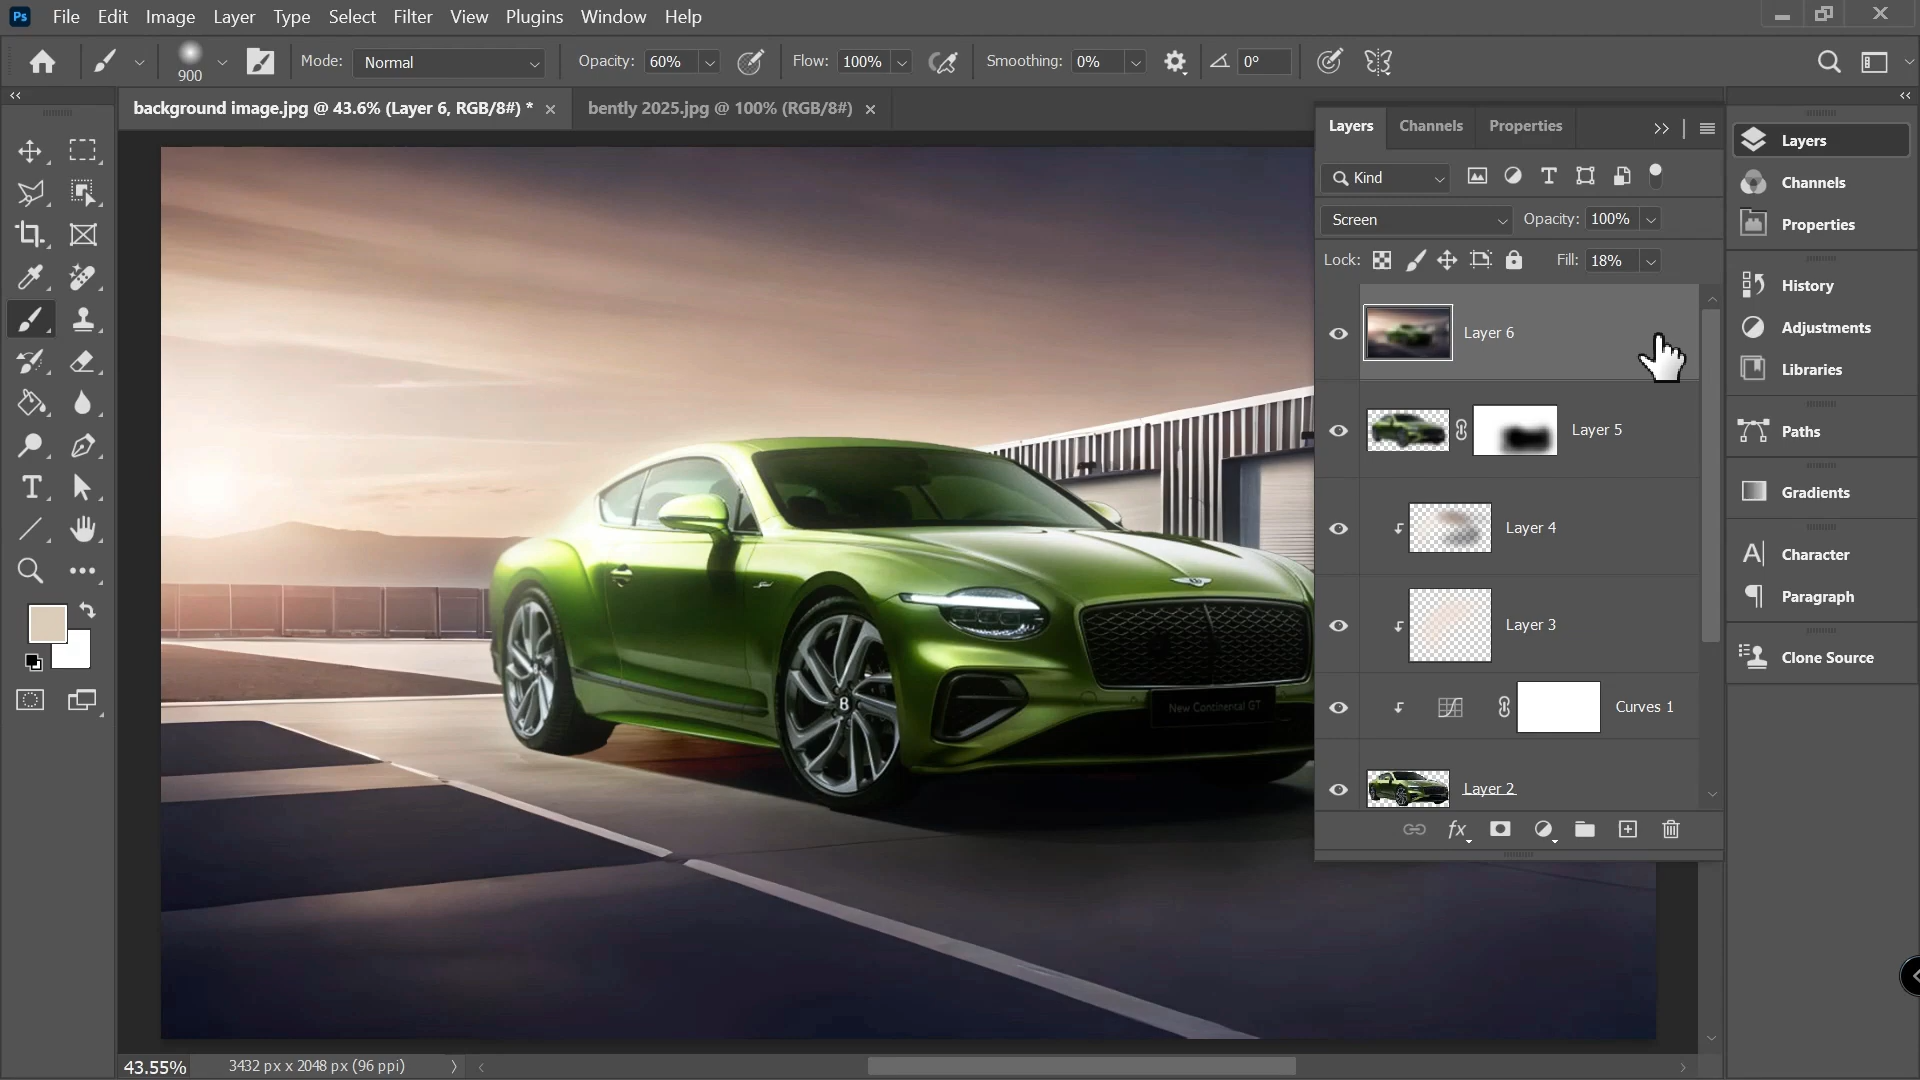 Ps File Edit Image Layer Type Select Filter View Plugins Window Help
900 Mode: Normal Opacity: 60% Flow: 100% Smoothing: 0% 0°
background image.jpg @ 43.6% (Layer 6, RGB/8#) * × bently 2025.jpg @ 100% (RGB/8#) ×
Layers Channels Properties
Kind
Screen Opacity: 100%
Lock: Fill: 18%
Layer 6
Layer 5
Layer 4
Layer 3
Curves 1
Layer 2
fx
Layers
Channels
Properties
History
Adjustments
Libraries
Paths
Gradients
Character
Paragraph
Clone Source
B
New Continental GT
43.55% 3432 px x 2048 px (96 ppi)